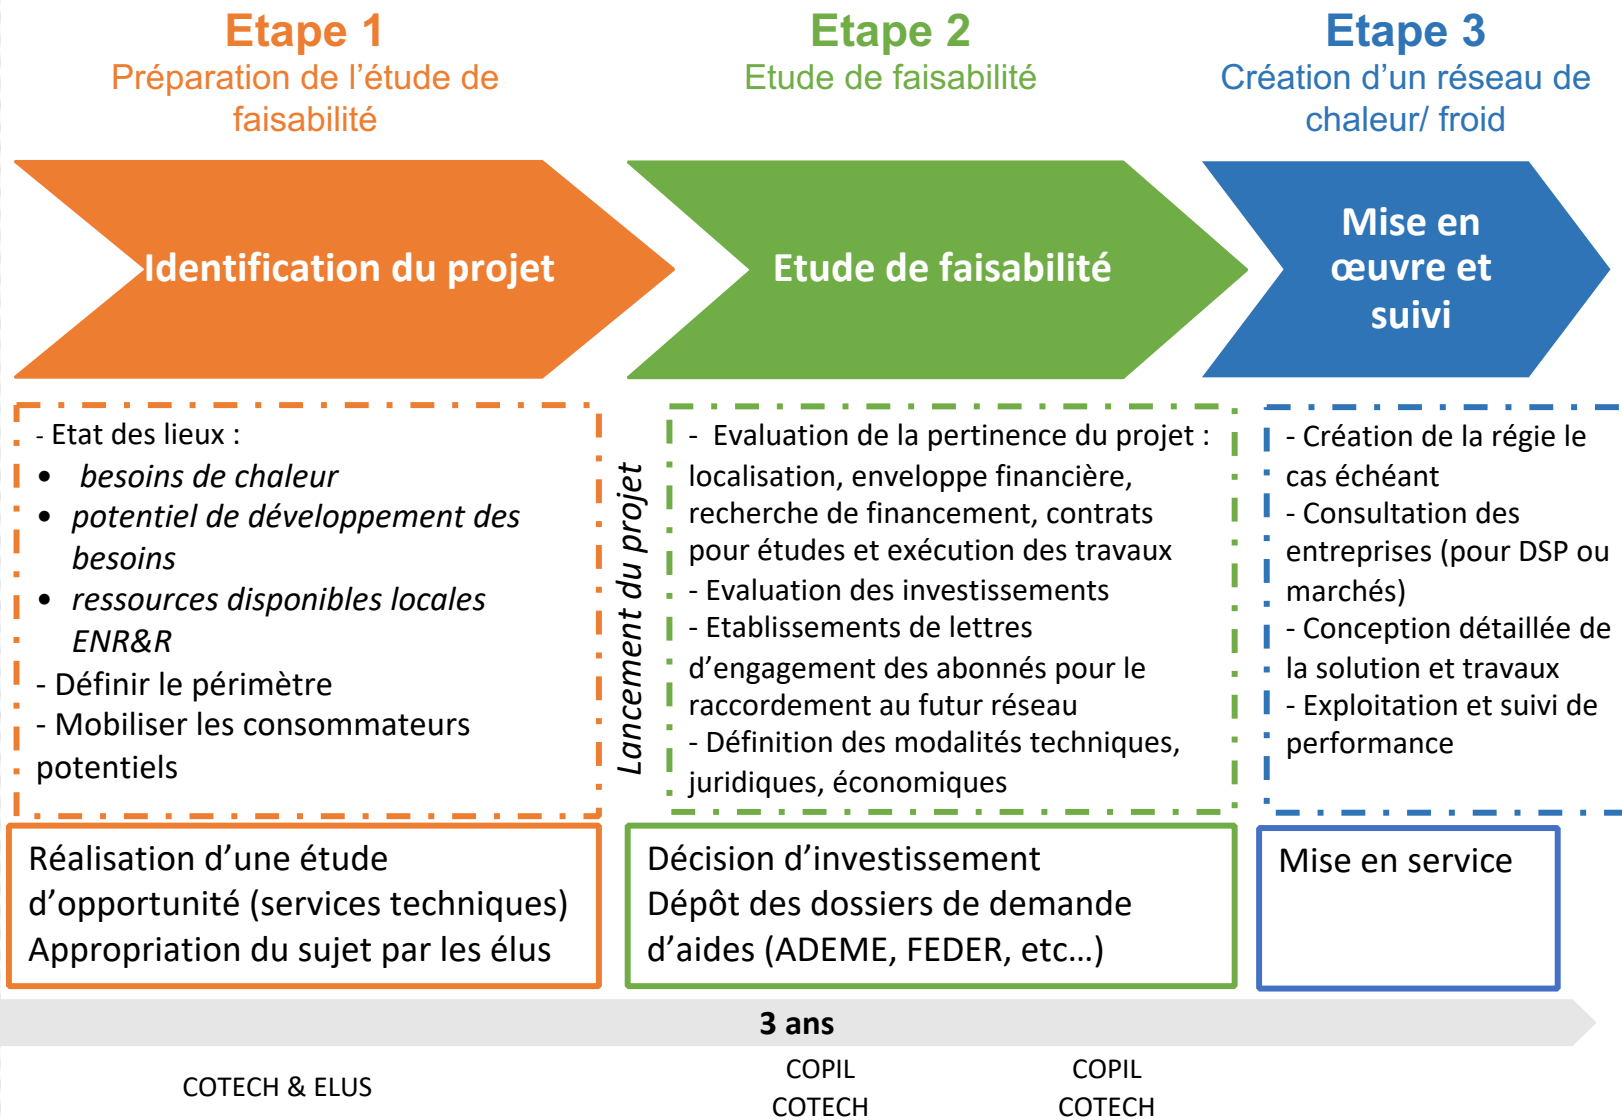 Etape 1
Préparation de l'étude de
faisabilité
Etape 2
Etude de faisabilité
Etape 3
Création d'un réseau de
chaleur/ froid
Identification du projet
Etude de faisabilité
Mise en
œuvre et
suivi
- Etat des lieux :
• besoins de chaleur
• potentiel de développement des
besoins
• ressources disponibles locales
ENR&R
- Définir le périmètre
- Mobiliser les consommateurs
potentiels
Lancement du projet
- Evaluation de la pertinence du projet :
localisation, enveloppe financière,
recherche de financement, contrats
pour études et exécution des travaux
- Evaluation des investissements
- Etablissements de lettres
d'engagement des abonnés pour le
raccordement au futur réseau
- Définition des modalités techniques,
juridiques, économiques
- Création de la régie le
cas échéant
- Consultation des
entreprises (pour DSP ou
marchés)
- Conception détaillée de
la solution et travaux
- Exploitation et suivi de
performance
Réalisation d'une étude
d'opportunité (services techniques)
Appropriation du sujet par les élus
Décision d'investissement
Dépôt des dossiers de demande
d'aides (ADEME, FEDER, etc…)
Mise en service
3 ans
COTECH & ELUS
COPIL
COTECH
COPIL
COTECH